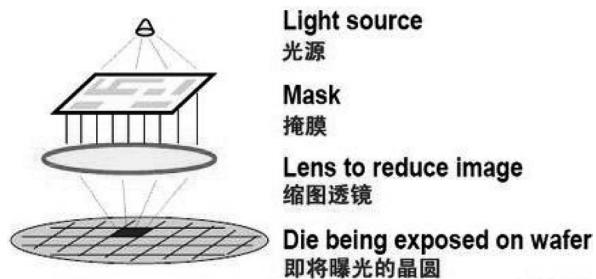 Light source
光源
Mask
掩膜
Lens to reduce image
缩图透镜
Die being exposed on wafer
即将曝光的晶圆